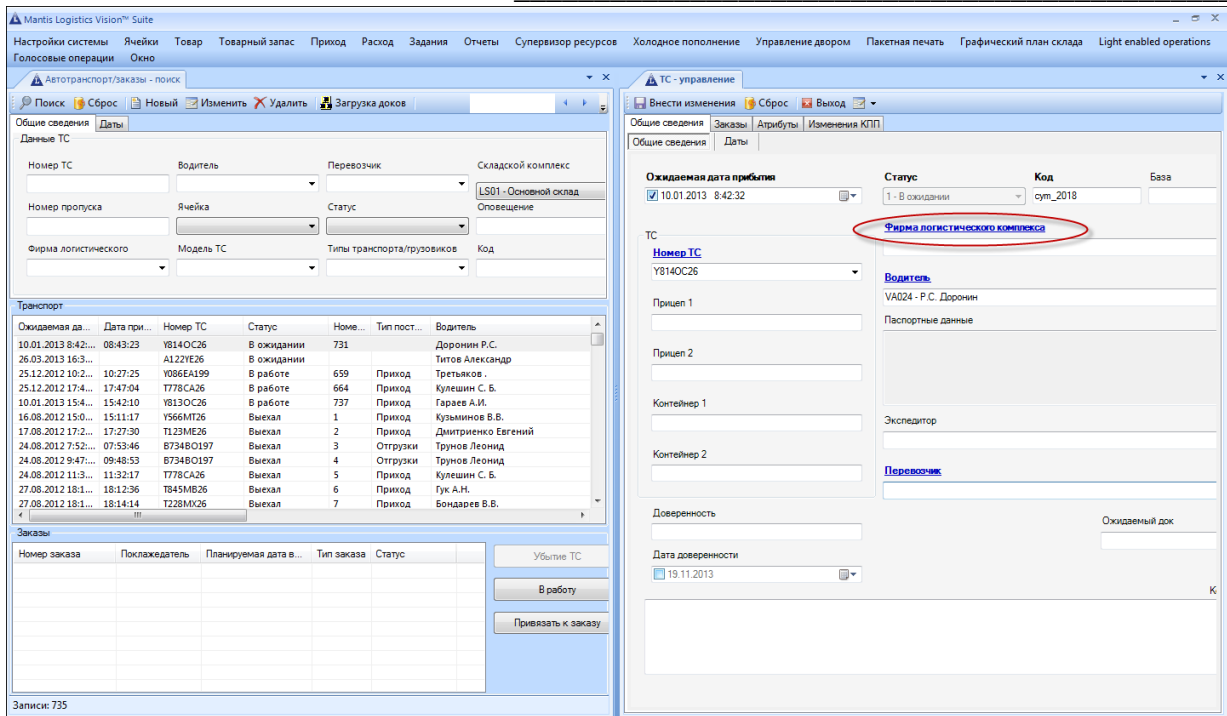 Mantis Logistics Vision™ Suite
Настройки системы Ячейки Товар Товарный запас Приход Расход Задания Отчеты Супервизор ресурсов Холодное пополнение Управление двором Пакетная печать Графический план склада Light enabled operations
Голосовые операции Окно
Автотранспорт/заказы - поиск
Поиск Сброс Новый Изменить Удалить Загрузка доков
Общие сведения Даты
Данные ТС
Номер ТС Водитель Перевозчик Складской комплекс
LS01 - Основной склад
Номер пропуска Ячейка Статус Оповещение
Фирма логистического Модель ТС Типы транспорта/грузовиков Код
Транспорт
Ожидаемая да... Дата при... Номер ТС Статус Номе... Тип пост... Водитель
10.01.2013 8:42:... 08:43:23 Y814OC26 В ожидании 731 Доронин Р.С.
26.03.2013 16:3... A122YE26 В ожидании Титов Александр
25.12.2012 10:2... 10:27:25 Y086EA199 В работе 659 Приход Третьяков .
25.12.2012 17:4... 17:47:04 T778CA26 В работе 664 Приход Кулешин С. Б.
10.01.2013 15:4... 15:42:10 Y813OC26 В работе 737 Приход Гараев А.И.
16.08.2012 15:0... 15:11:17 Y566MT26 Выехал 1 Приход Кузьминов В.В.
17.08.2012 17:2... 17:27:30 T123ME26 Выехал 2 Приход Дмитриенко Евгений
24.08.2012 7:52:... 07:53:46 B734BO197 Выехал 3 Отгрузки Трунов Леонид
24.08.2012 9:47:... 09:48:53 B734BO197 Выехал 4 Отгрузки Трунов Леонид
24.08.2012 11:3... 11:32:17 T778CA26 Выехал 5 Приход Кулешин С. Б.
27.08.2012 18:1... 18:12:36 T845MB26 Выехал 6 Приход Гук А.Н.
27.08.2012 18:1... 18:14:14 T228MX26 Выехал 7 Приход Бондарев В.В.
Заказы
Номер заказа Поклажедатель Планируемая дата в... Тип заказа Статус
Убытие ТС
В работу
Привязать к заказу
Записи: 735
ТС - управление
Внести изменения Сброс Выход
Общие сведения Заказы Атрибуты Изменения КПП
Общие сведения Даты
Ожидаемая дата прибытия Статус Код База
10.01.2013 8:42:32 1 - В ожидании cym_2018
Фирма логистического комплекса
ТС
Номер ТС
Y814OC26
Водитель
VA024 - Р.С. Доронин
Прицеп 1
Паспортные данные
Прицеп 2
Контейнер 1
Экспедитор
Контейнер 2
Перевозчик
Доверенность
Ожидаемый док
Дата доверенности
19.11.2013